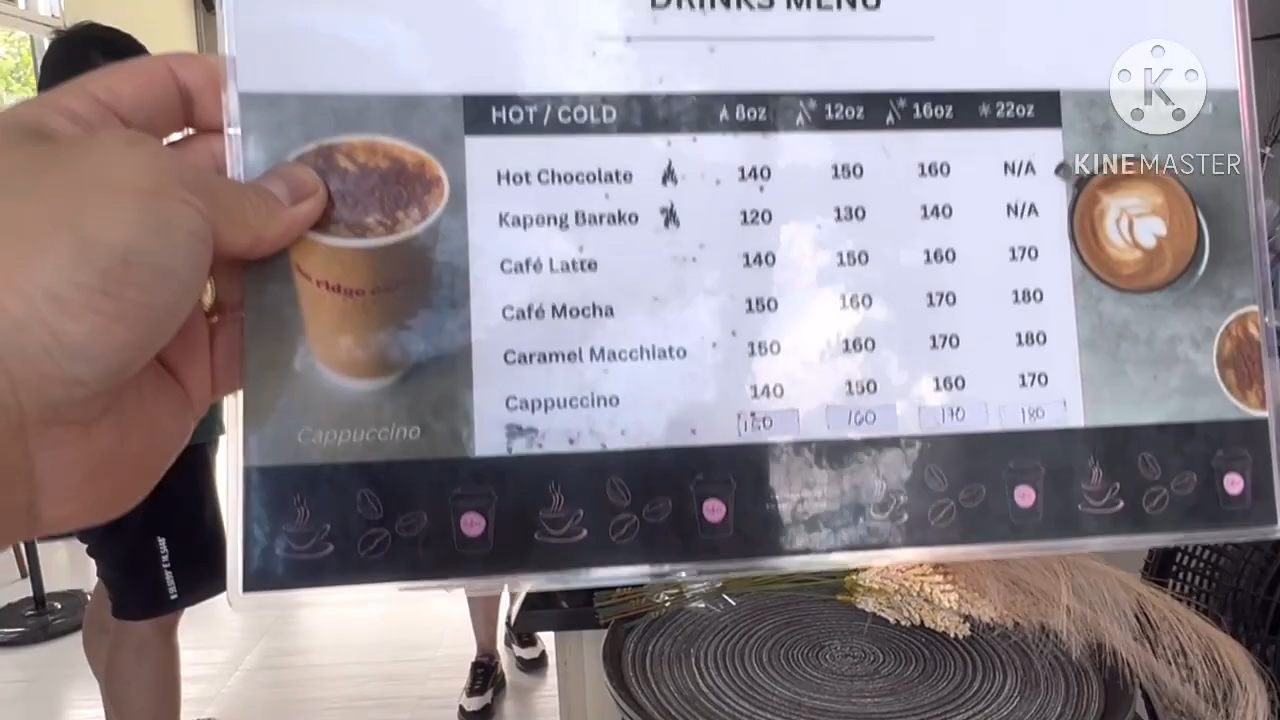 DRINKS MENU
K
KINEMASTER
HOT / COLD 8oz 12oz 16oz 22oz
Hot Chocolate 140 150 160 N/A
Kapeng Barako 120 130 140 N/A
Café Latte 140 150 160 170
Café Mocha 150 160 170 180
Caramel Macchiato 150 160 170 180
Cappuccino 140 150 160 170
150 160 170 180
ridge
Cappuccino